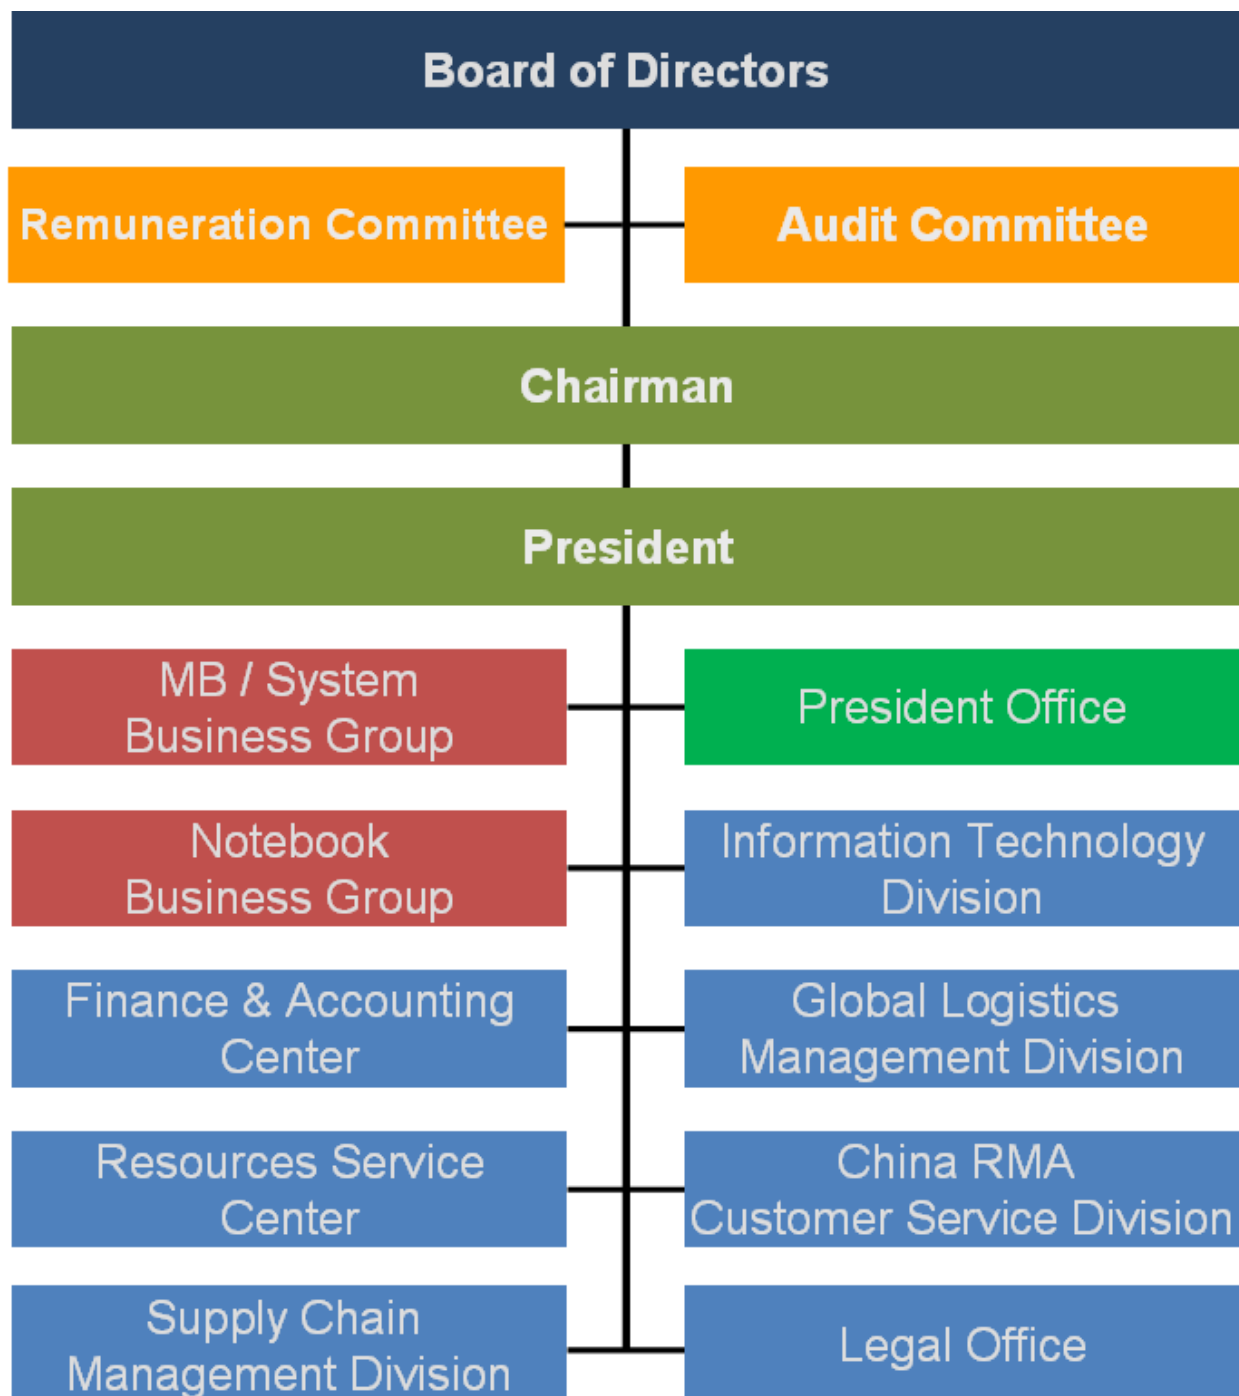 Board of Directors
Remuneration Committee
Audit Committee
Chairman
President
MB / System
Business Group
President Office
Notebook
Business Group
Information Technology
Division
Finance & Accounting
Center
Global Logistics
Management Division
Resources Service
Center
China RMA
Customer Service Division
Supply Chain
Management Division
Legal Office